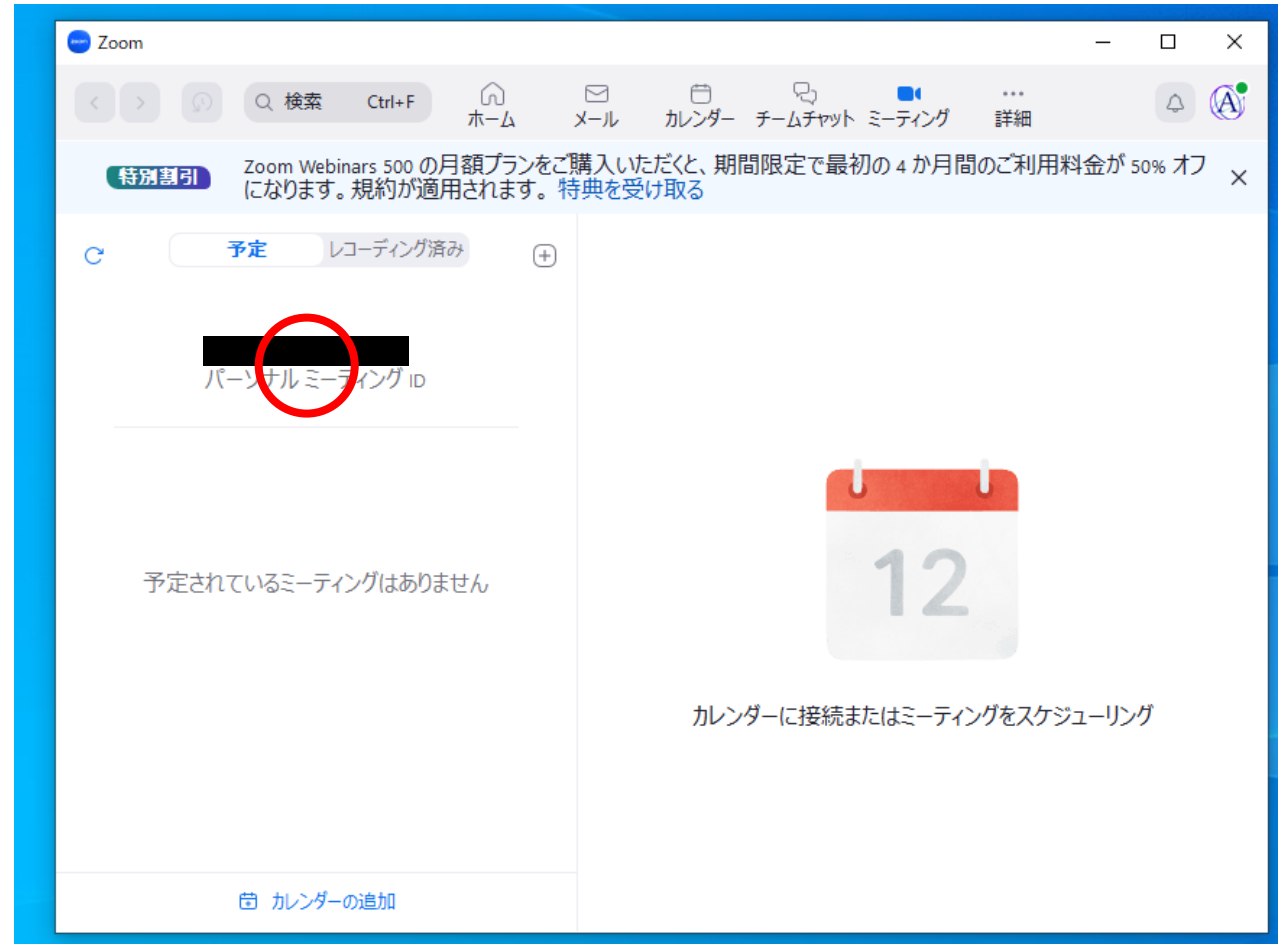 Zoom
検索 Ctrl+F
ホーム
メール
カレンダー
チームチャット
ミーティング
詳細
特別割引
Zoom Webinars 500 の月額プランをご購入いただくと、期間限定で最初の 4 か月間のご利用料金が 50% オフ
になります。規約が適用されます。特典を受け取る
予定 レコーディング済み
パーソナル ミーティング ID
予定されているミーティングはありません
12
カレンダーに接続またはミーティングをスケジューリング
カレンダーの追加